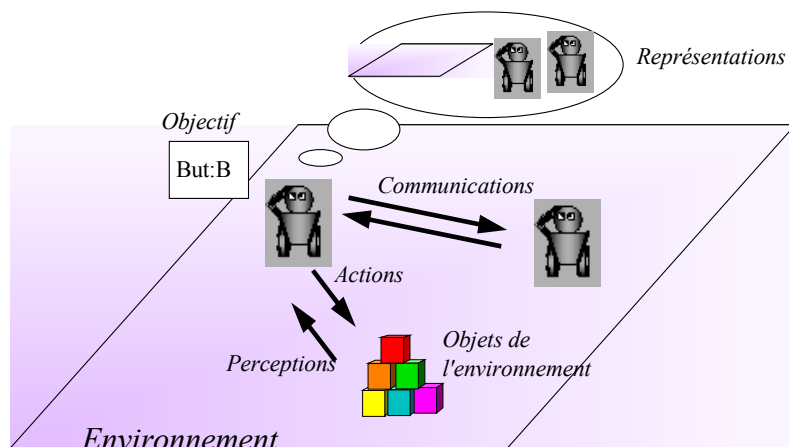 Représentations
Objectif
But:B
Communications
Actions
Perceptions
Objets de
l'environnement
Environnement